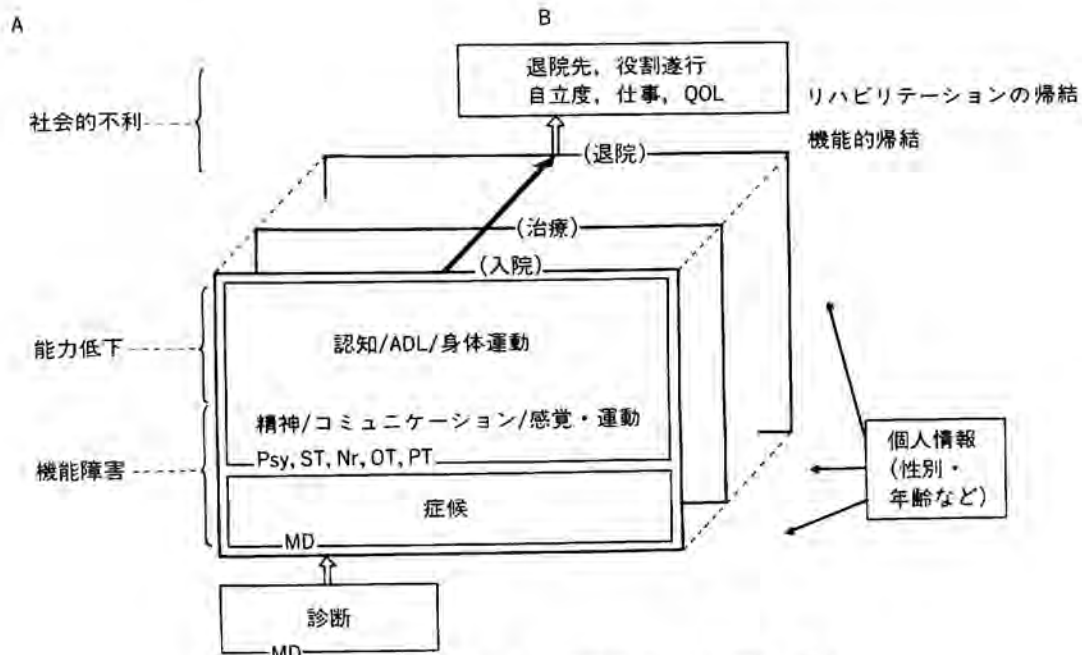 A
B
退院先，役割遂行
自立度，仕事，QOL
リハビリテーションの帰結
機能的帰結
社会的不利
(退院)
(治療)
(入院)
能力低下
認知/ADL/身体運動
精神/コミュニケーション/感覚・運動
Psy, ST, Nr, OT, PT
機能障害
症候
MD
個人情報
(性別・
年齢など)
診断
MD